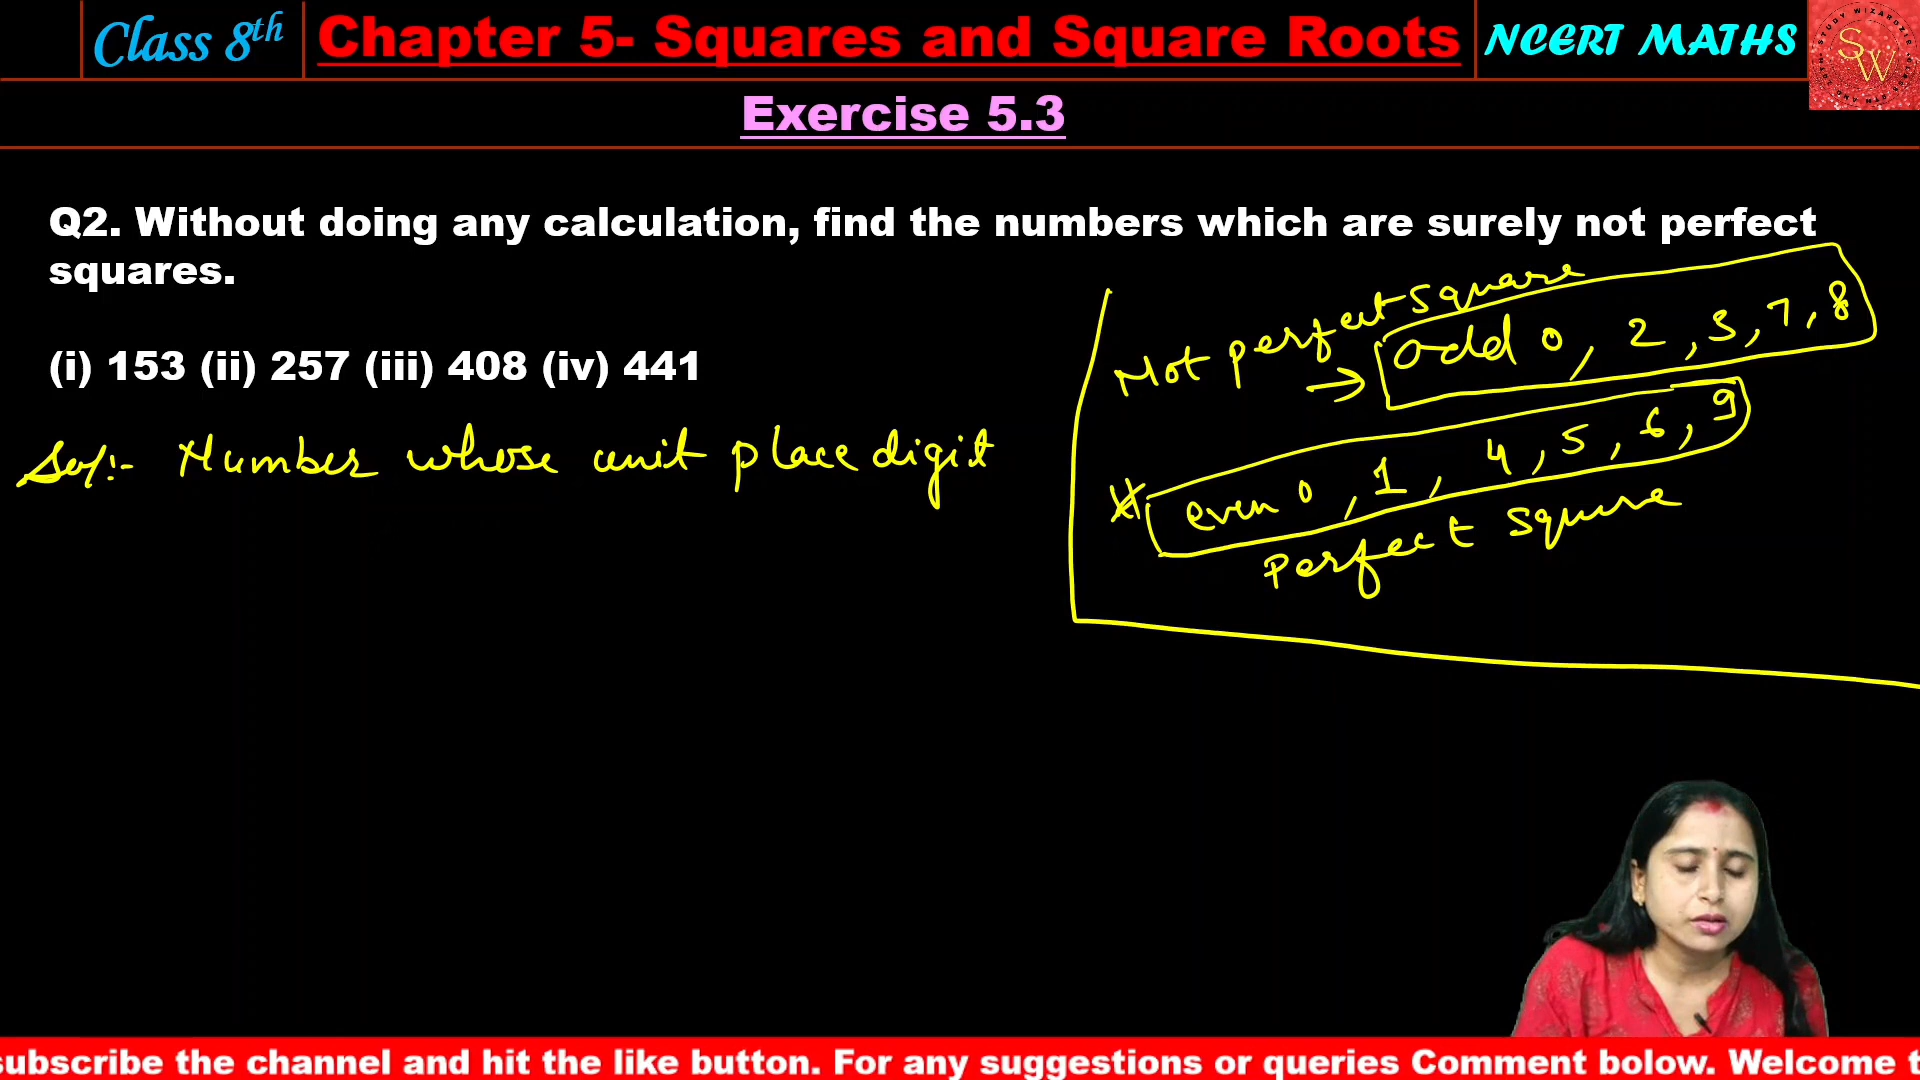 Class 8th
Chapter 5- Squares and Square Roots
NCERT MATHS
SW
Exercise 5.3
Q2. Without doing any calculation, find the numbers which are surely not perfect
squares.
(i) 153 (ii) 257 (iii) 408 (iv) 441
Sol:- Number whose unit place digit
Not perfect square
→ odd 0, 2, 3, 7, 8
even 0, 1, 4, 5, 6, 9
Perfect Square
subscribe the channel and hit the like button. For any suggestions or queries Comment bolow. Welcome t